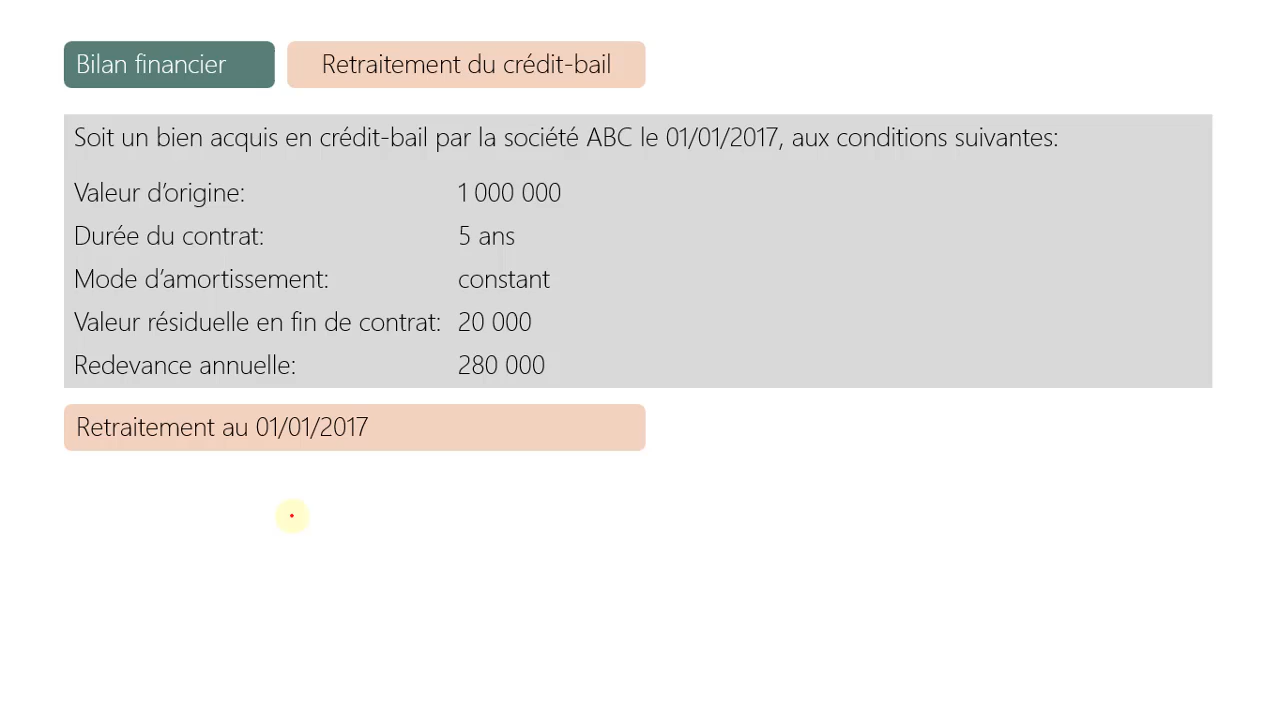 Bilan financier
Retraitement du crédit-bail
Soit un bien acquis en crédit-bail par la société ABC le 01/01/2017, aux conditions suivantes:
Valeur d’origine: 1 000 000
Durée du contrat: 5 ans
Mode d’amortissement: constant
Valeur résiduelle en fin de contrat: 20 000
Redevance annuelle: 280 000
Retraitement au 01/01/2017